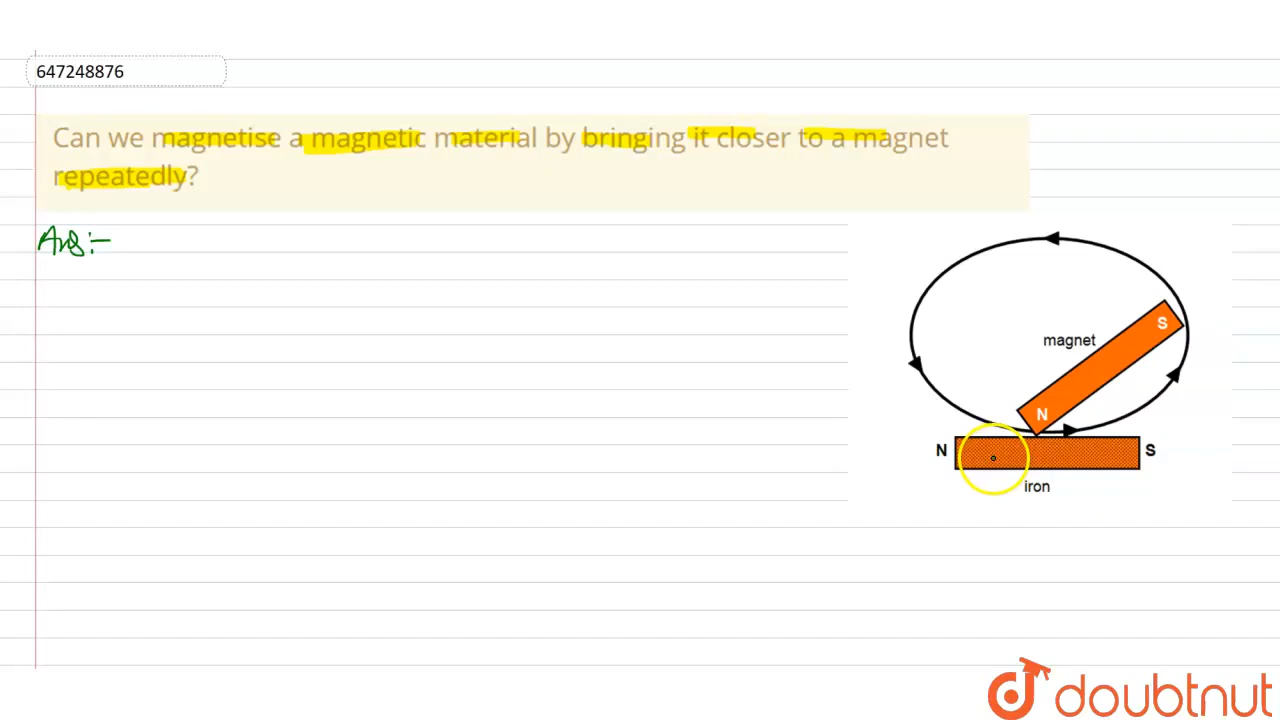 647248876
Can we magnetise a magnetic material by bringing it closer to a magnet
repeatedly?
Ans:-
magnet
S
N
N
S
iron
doubtnut